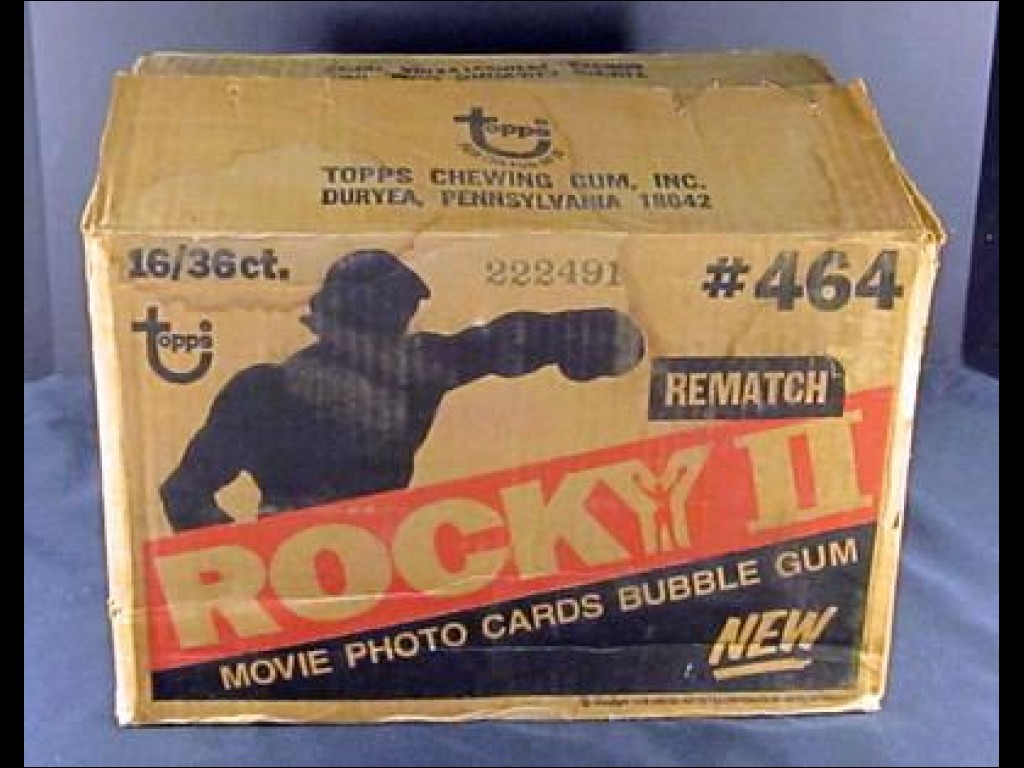 Topps
TOPPS CHEWING GUM, INC.
DURYEA, PENNSYLVANIA 18642
16/36ct.
222491
#464
Topps
REMATCH
ROCKY II
MOVIE PHOTO CARDS BUBBLE GUM
NEW